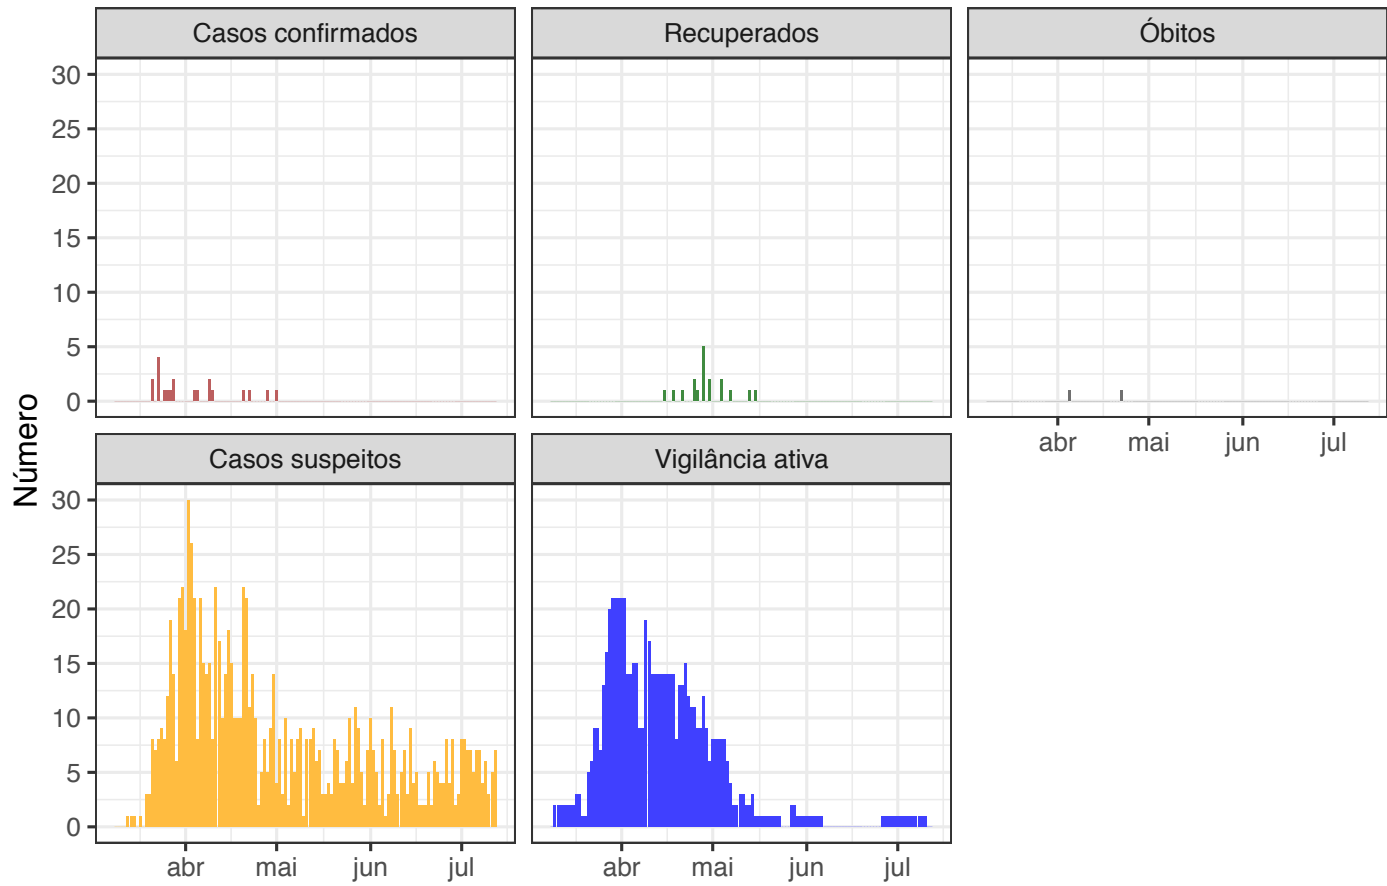 Casos confirmados
Recuperados
Óbitos
30
25
20
15
10
5
0
abr mai jun jul
Número
Casos suspeitos
Vigilância ativa
30
25
20
15
10
5
0
abr mai jun jul
abr mai jun jul